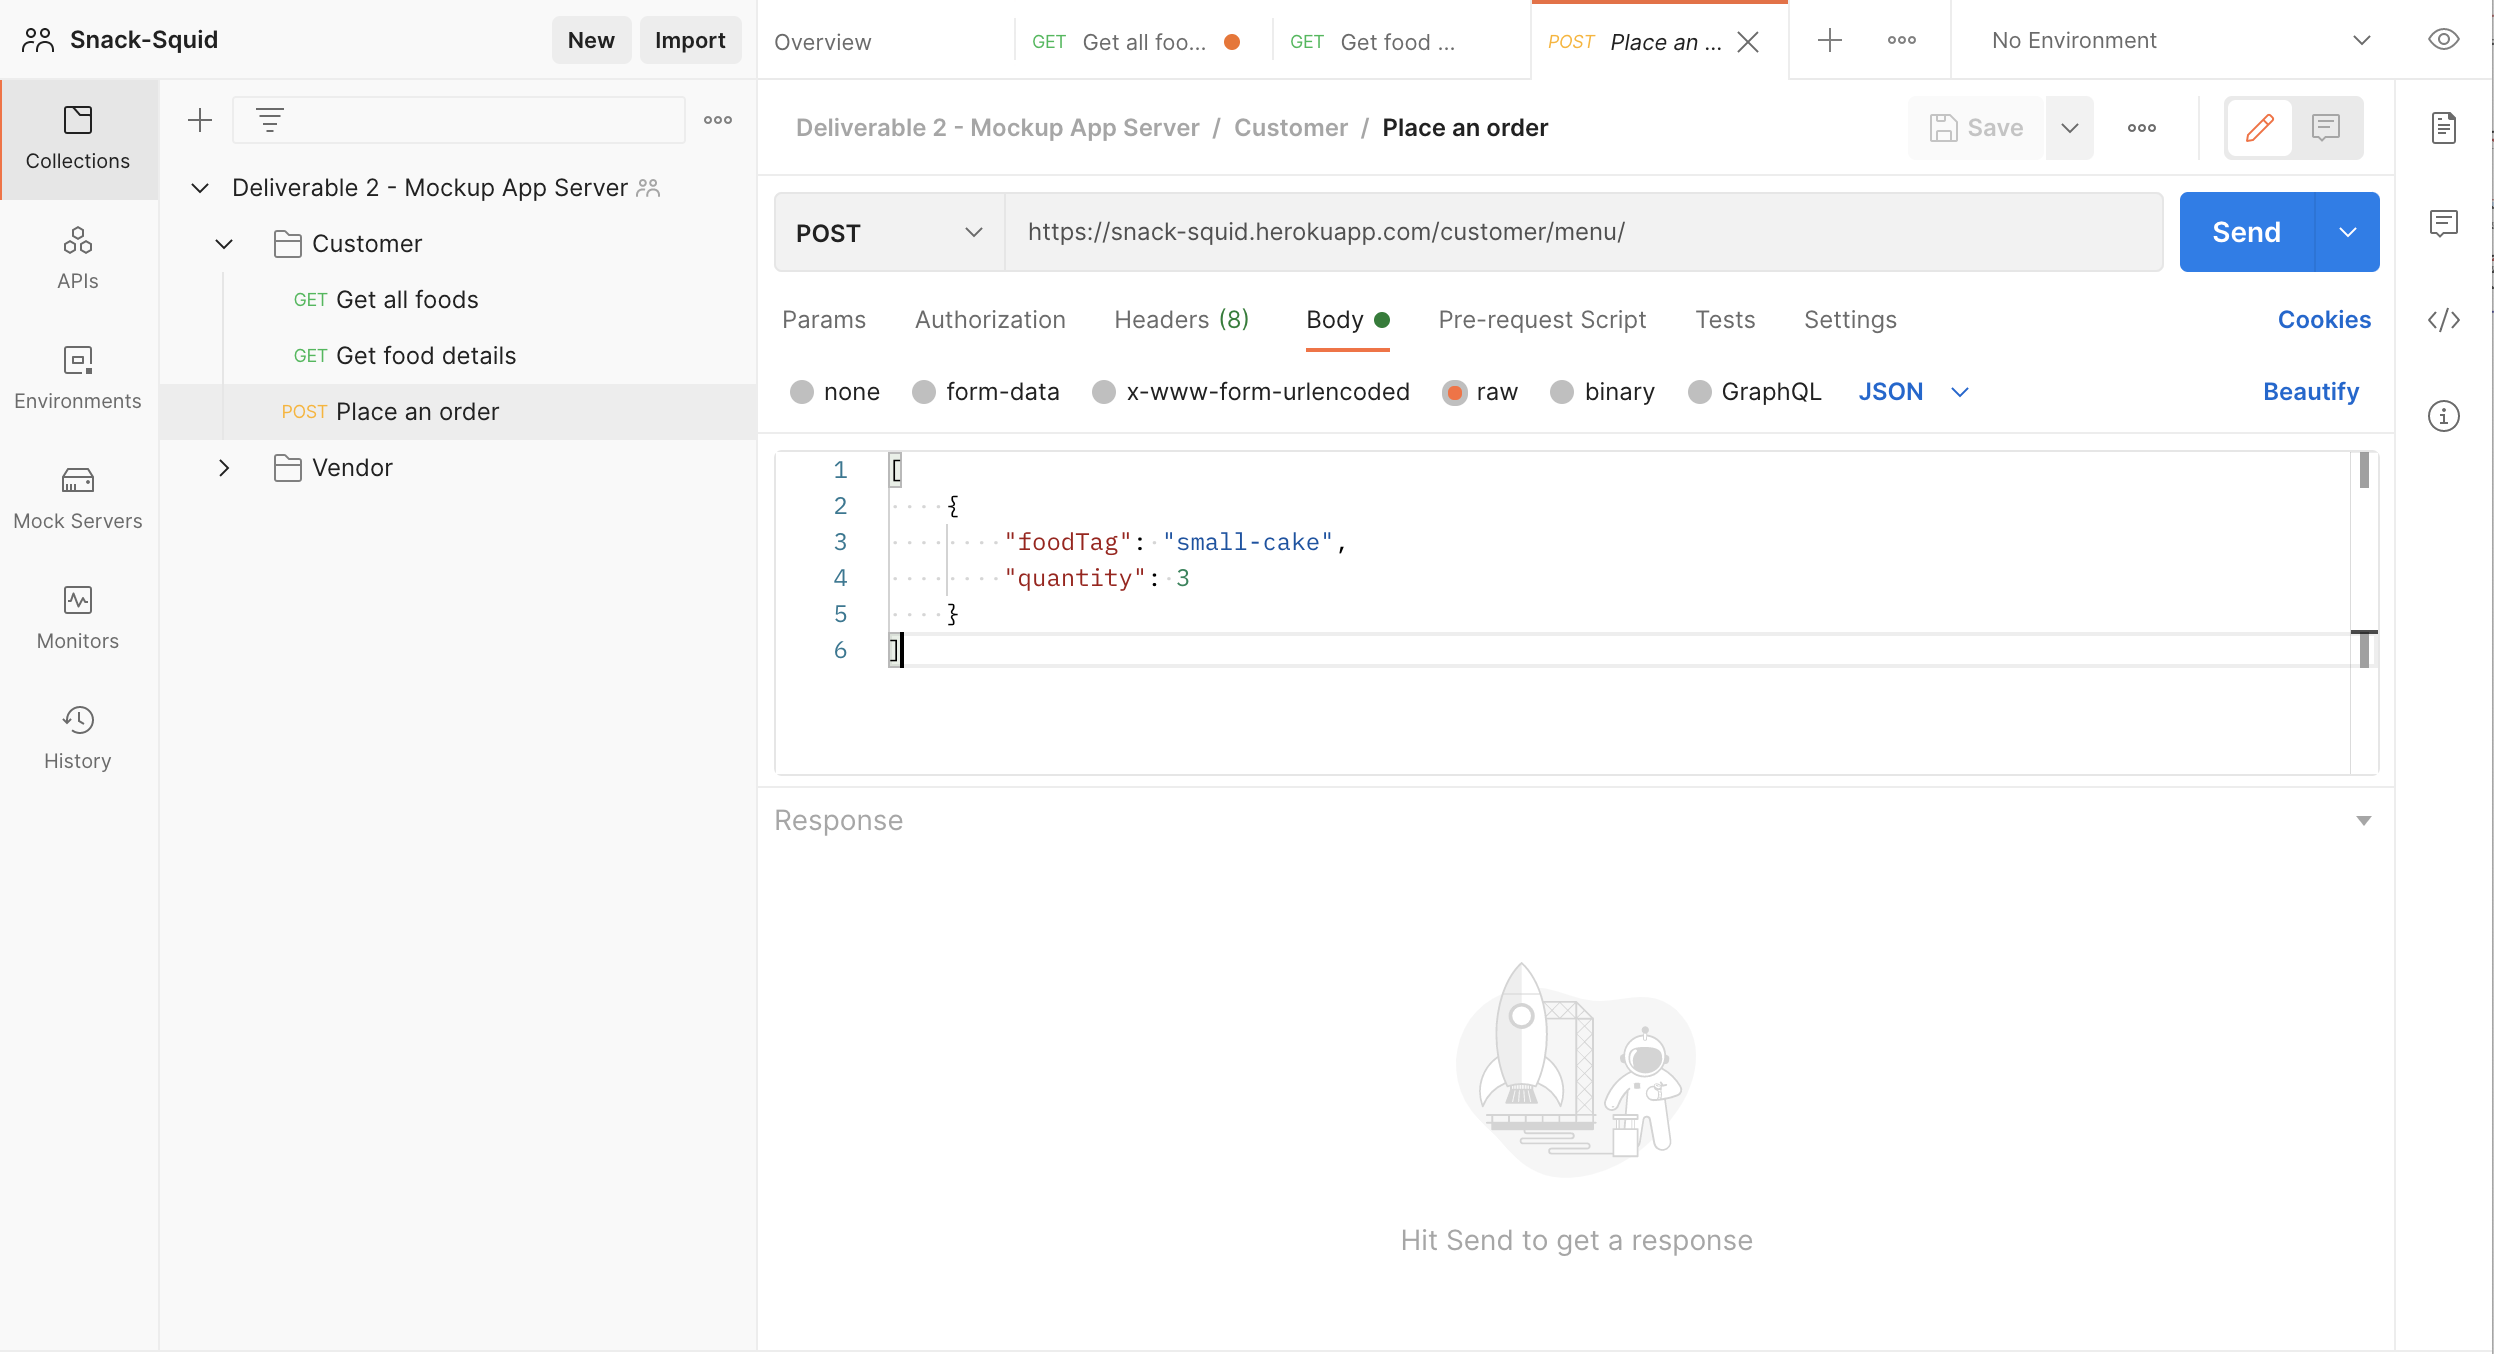 Snack-Squid
New
Import
Overview
GET Get all foo...
GET Get food ...
POST Place an ...
No Environment
Collections
APIs
Environments
Mock Servers
Monitors
History
Deliverable 2 - Mockup App Server
Customer
GET Get all foods
GET Get food details
POST Place an order
Vendor
Deliverable 2 - Mockup App Server / Customer / Place an order
Save
POST
https://snack-squid.herokuapp.com/customer/menu/
Send
Params Authorization Headers (8) Body Pre-request Script Tests Settings Cookies
none form-data x-www-form-urlencoded raw binary GraphQL JSON Beautify
1 [
2 {
3 "foodTag": "small-cake",
4 "quantity": 3
5 }
6 ]
Response
Hit Send to get a response